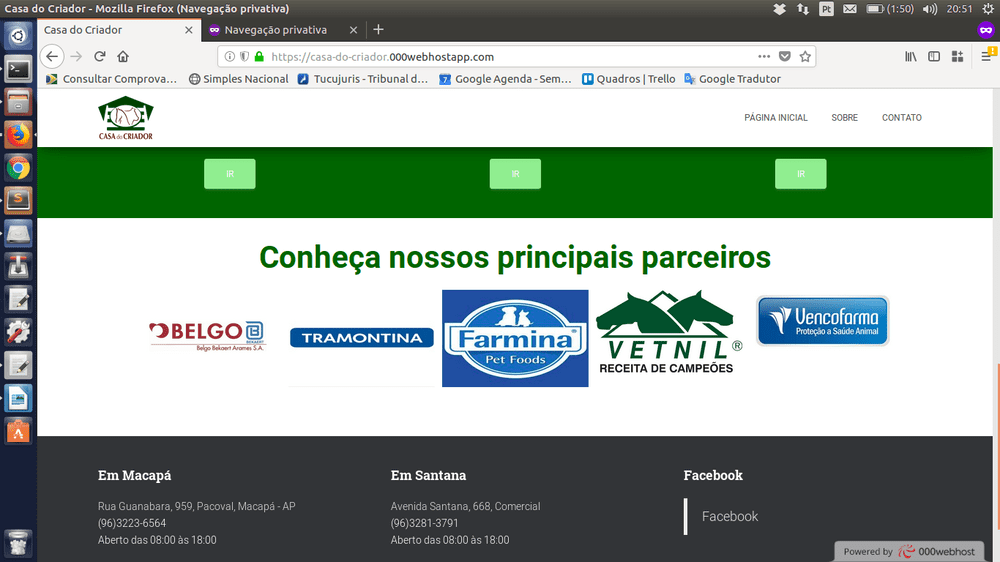 Casa do Criador - Mozilla Firefox (Navegação privativa)
Pt
(1:50)
20:51
Casa do Criador
Navegação privativa
https://casa-do-criador.000webhostapp.com
Consultar Comprova…
Simples Nacional
Tucujuris - Tribunal d…
Google Agenda - Sem…
Quadros | Trello
Google Tradutor
CASA do CRIADOR
PÁGINA INICIAL
SOBRE
CONTATO
IR
IR
IR
Conheça nossos principais parceiros
BELGO
BEKAERT
Belgo Bekaert Arames S.A.
TRAMONTINA
Farmina
Pet Foods
VETNIL®
RECEITA DE CAMPEÕES
Vencofarma
Proteção a Saúde Animal
Em Macapá
Rua Guanabara, 959, Pacoval, Macapá - AP
(96)3223-6564
Aberto das 08:00 às 18:00
Em Santana
Avenida Santana, 668, Comercial
(96)3281-3791
Aberto das 08:00 às 18:00
Facebook
Facebook
Powered by 000webhost